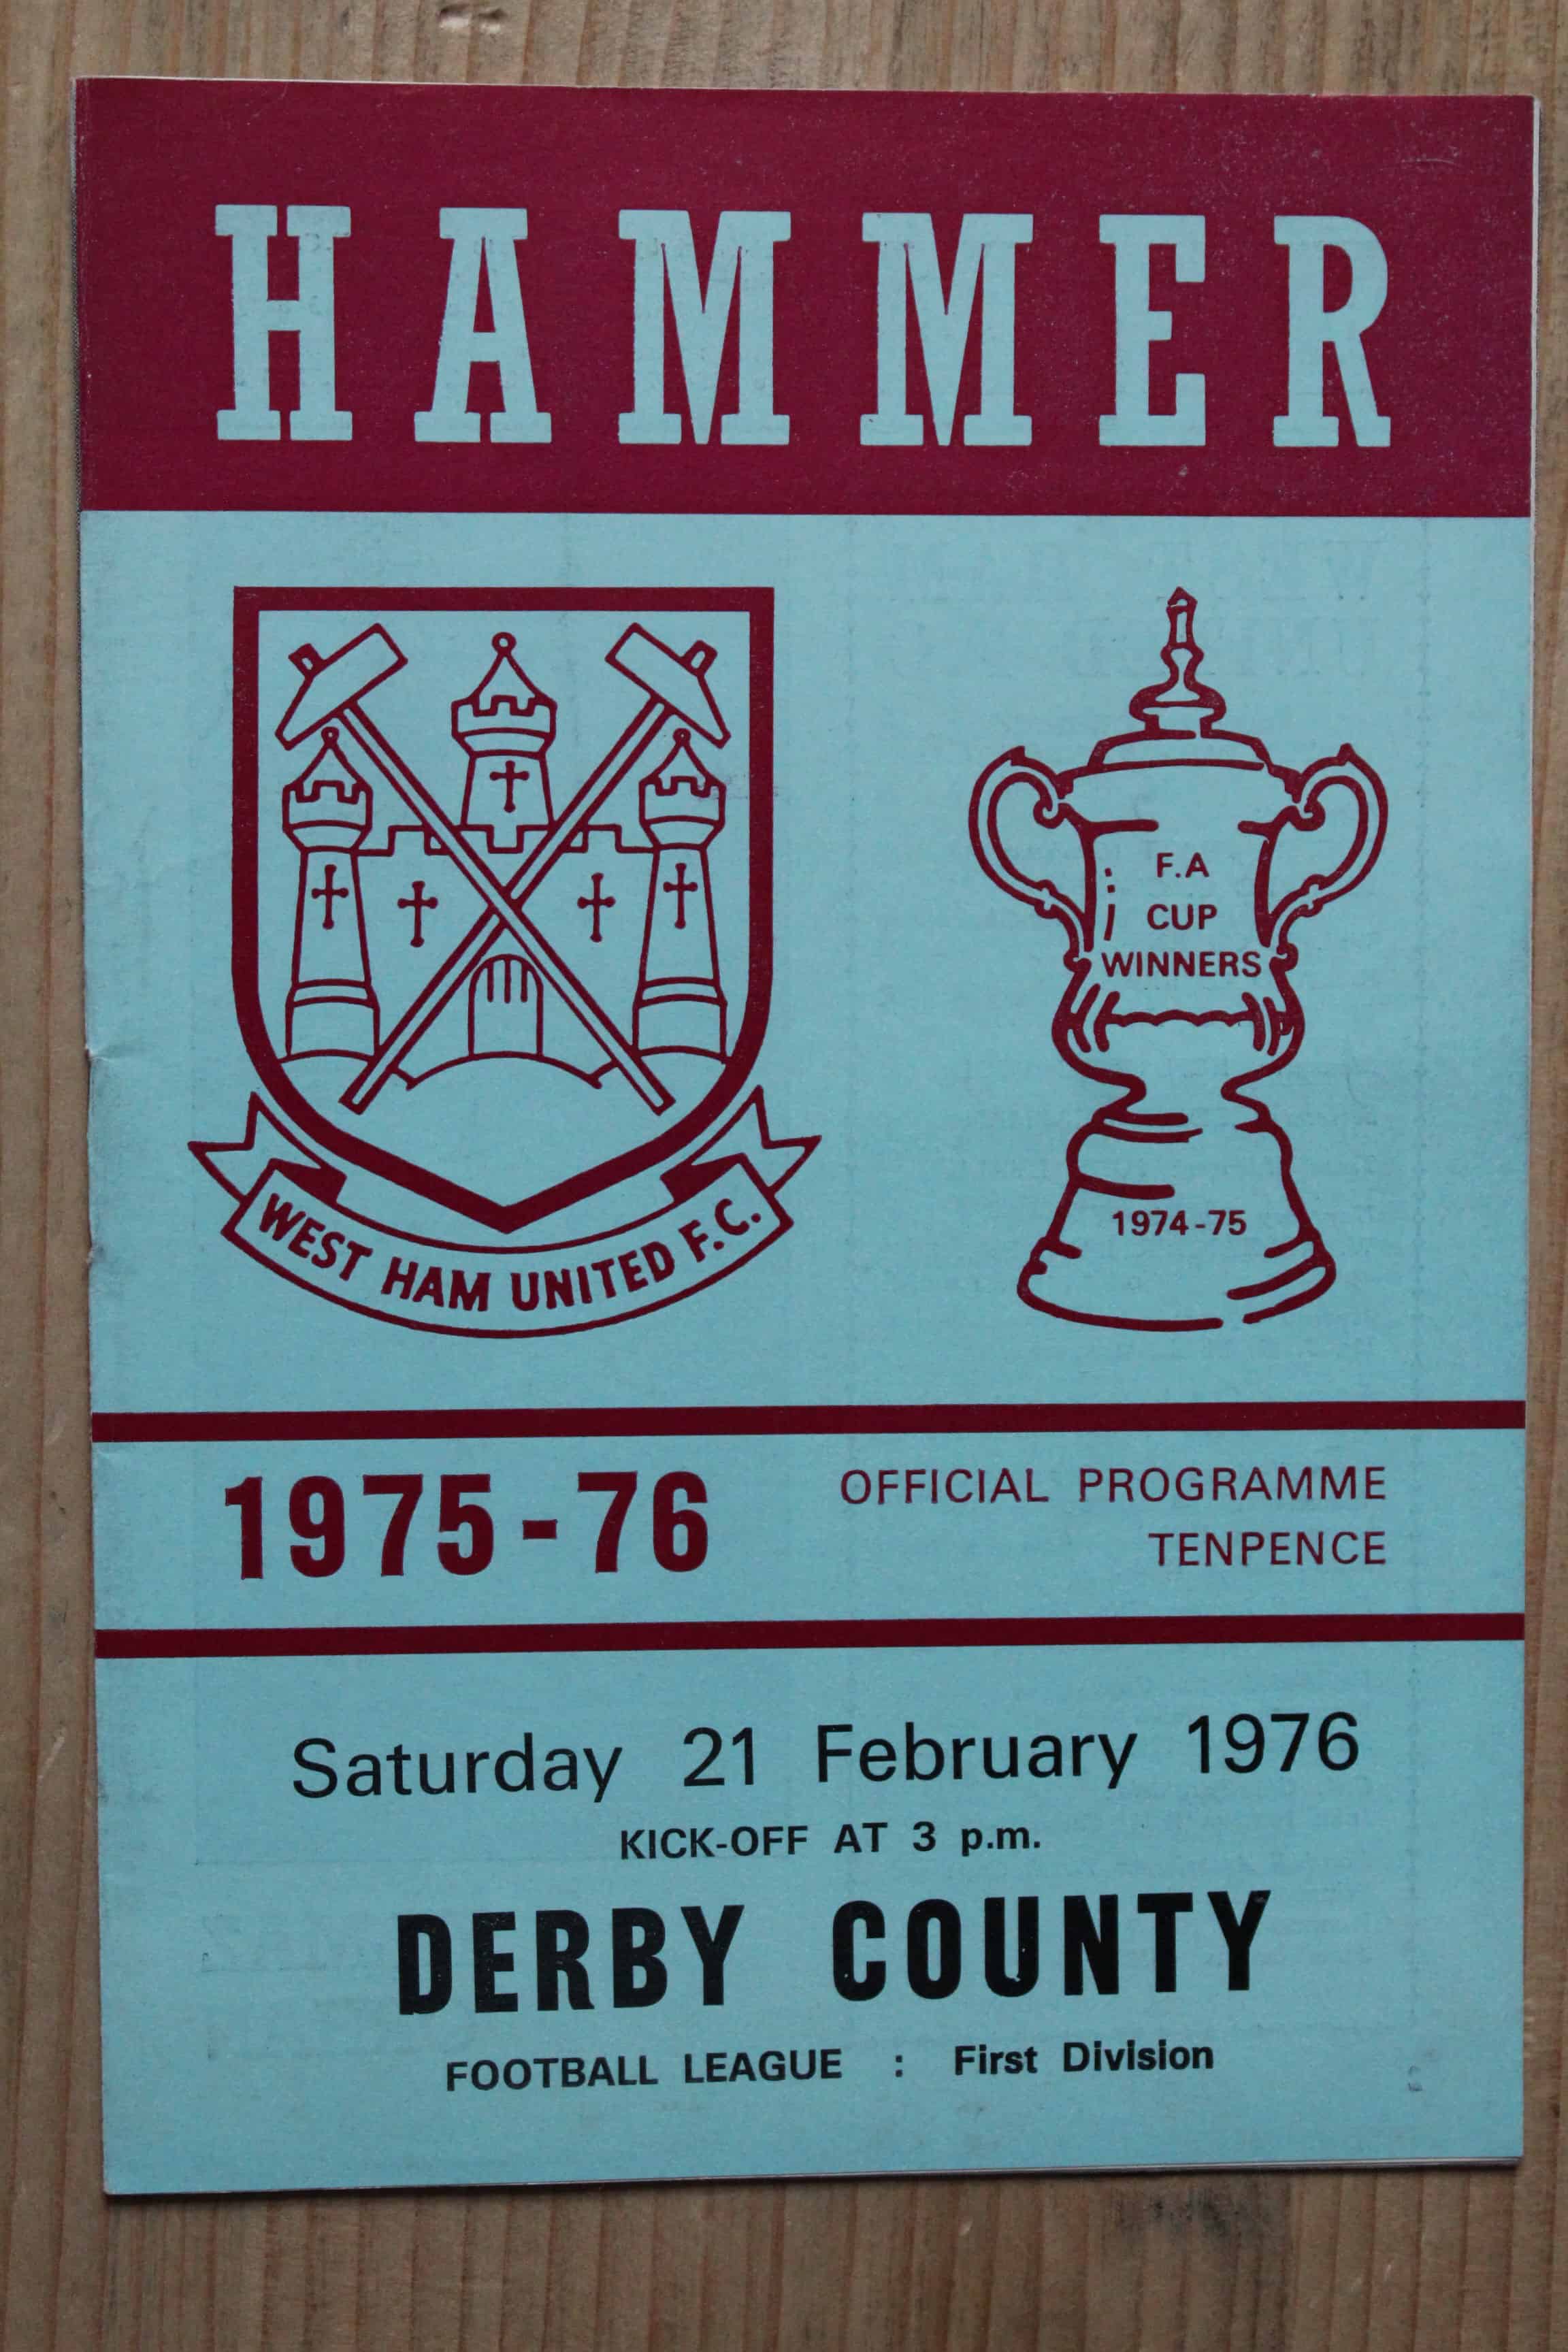 HAMMER
F.A
CUP
WINNERS
1974-75
WEST HAM UNITED F.C.
1975-76
OFFICIAL PROGRAMME
TENPENCE
Saturday 21 February 1976
KICK-OFF AT 3 p.m.
DERBY COUNTY
FOOTBALL LEAGUE : First Division